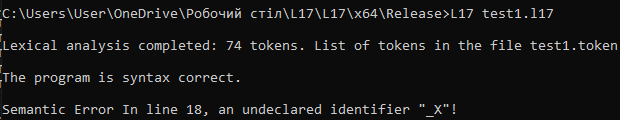 C:\Users\User\OneDrive\Робочий стіл\L17\L17\x64\Release>L17 test1.l17
Lexical analysis completed: 74 tokens. List of tokens in the file test1.token
The program is syntax correct.
Semantic Error In line 18, an undeclared identifier "_X"!